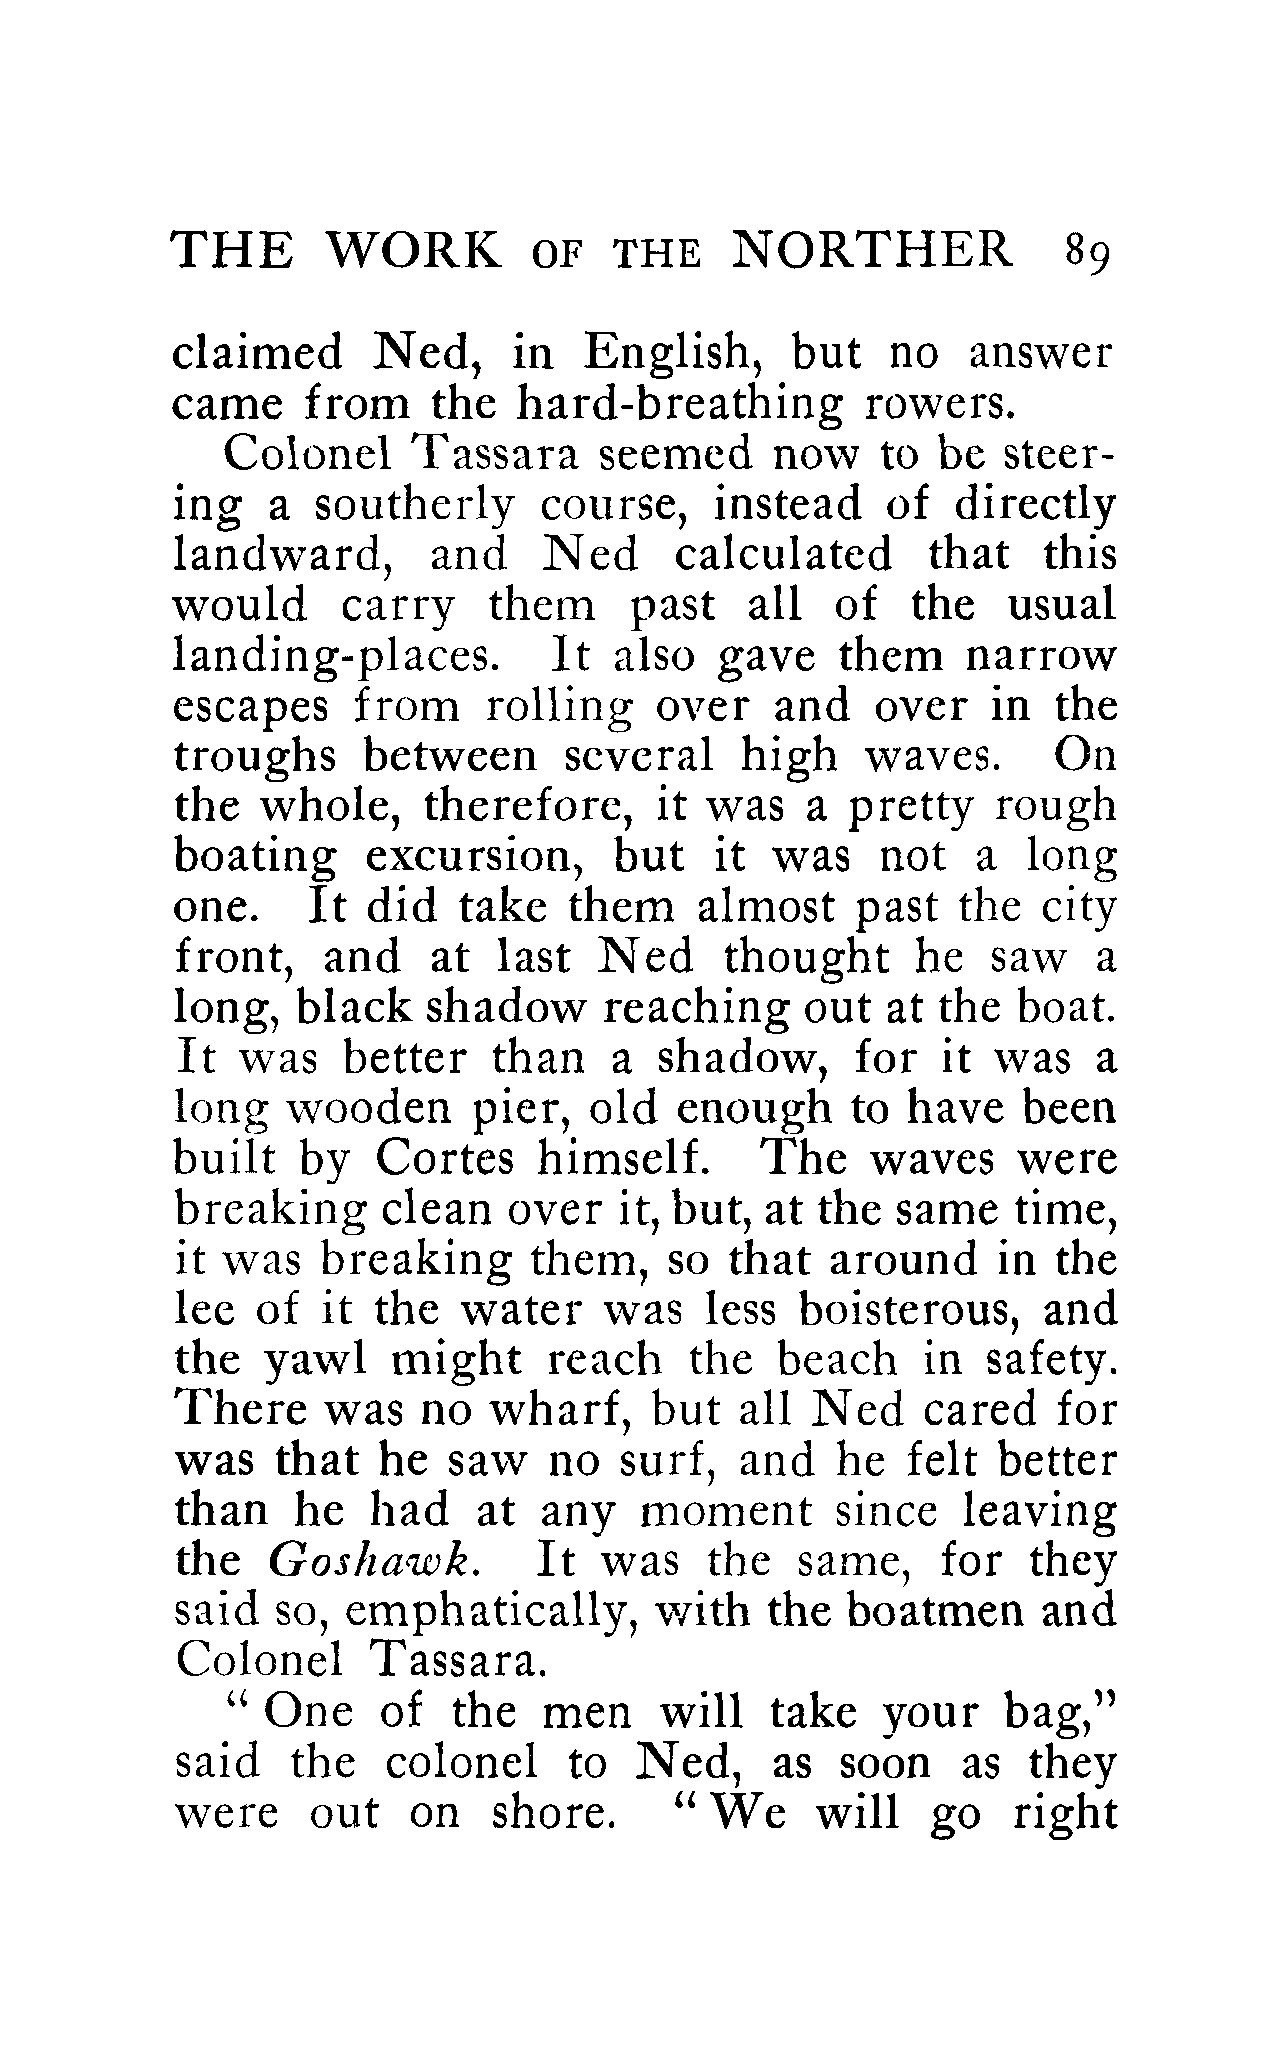 THE WORK OF THE NORTHER 89
claimed Ned, in English, but no answer
came from the hard-breathing rowers.
Colonel Tassara seemed now to be steer-
ing a southerly course, instead of directly
landward, and Ned calculated that this
would carry them past all of the usual
landing-places. It also gave them narrow
escapes from rolling over and over in the
troughs between several high waves. On
the whole, therefore, it was a pretty rough
boating excursion, but it was not a long
one. It did take them almost past the city
front, and at last Ned thought he saw a
long, black shadow reaching out at the boat.
It was better than a shadow, for it was a
long wooden pier, old enough to have been
built by Cortes himself. The waves were
breaking clean over it, but, at the same time,
it was breaking them, so that around in the
lee of it the water was less boisterous, and
the yawl might reach the beach in safety.
There was no wharf, but all Ned cared for
was that he saw no surf, and he felt better
than he had at any moment since leaving
the Goshawk. It was the same, for they
said so, emphatically, with the boatmen and
Colonel Tassara.
" One of the men will take your bag,"
said the colonel to Ned, as soon as they
were out on shore. " We will go right